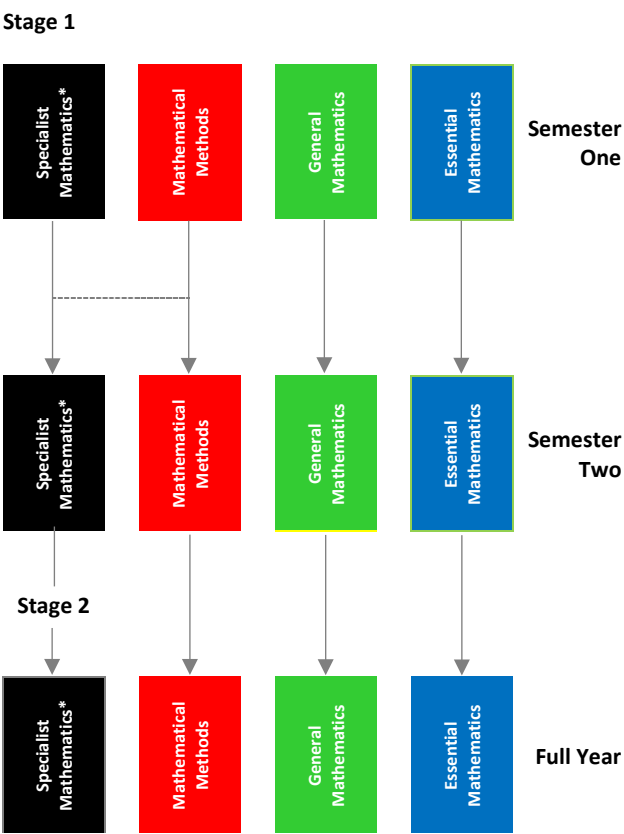 Stage 1
Specialist
Mathematics*
Mathematical
Methods
General
Mathematics
Essential
Mathematics
Semester
One
Specialist
Mathematics*
Mathematical
Methods
General
Mathematics
Essential
Mathematics
Semester
Two
Stage 2
Specialist
Mathematics*
Mathematical
Methods
General
Mathematics
Essential
Mathematics
Full Year